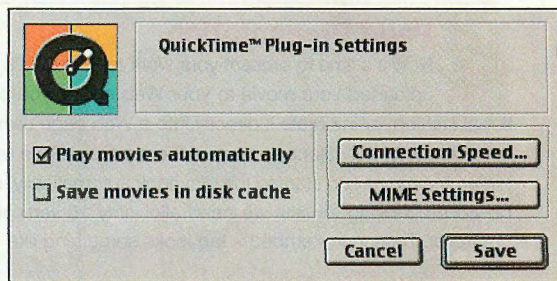 QuickTime™ Plug-in Settings
Play movies automatically
Save movies in disk cache
Connection Speed...
MIME Settings...
Cancel
Save